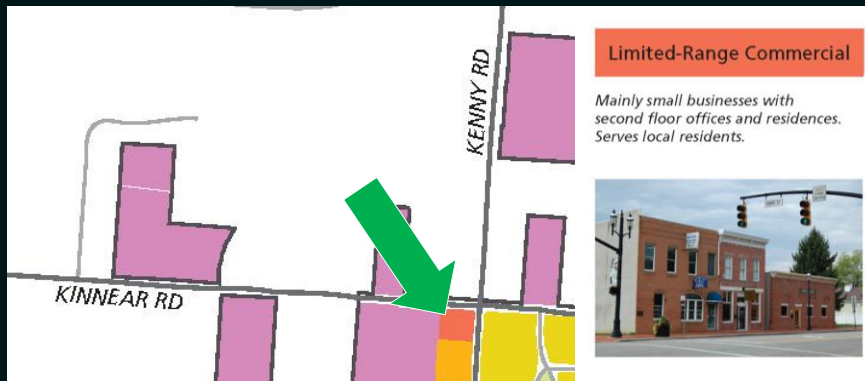 KENNY RD
KINNEAR RD
Limited-Range Commercial
Mainly small businesses with
second floor offices and residences.
Serves local residents.